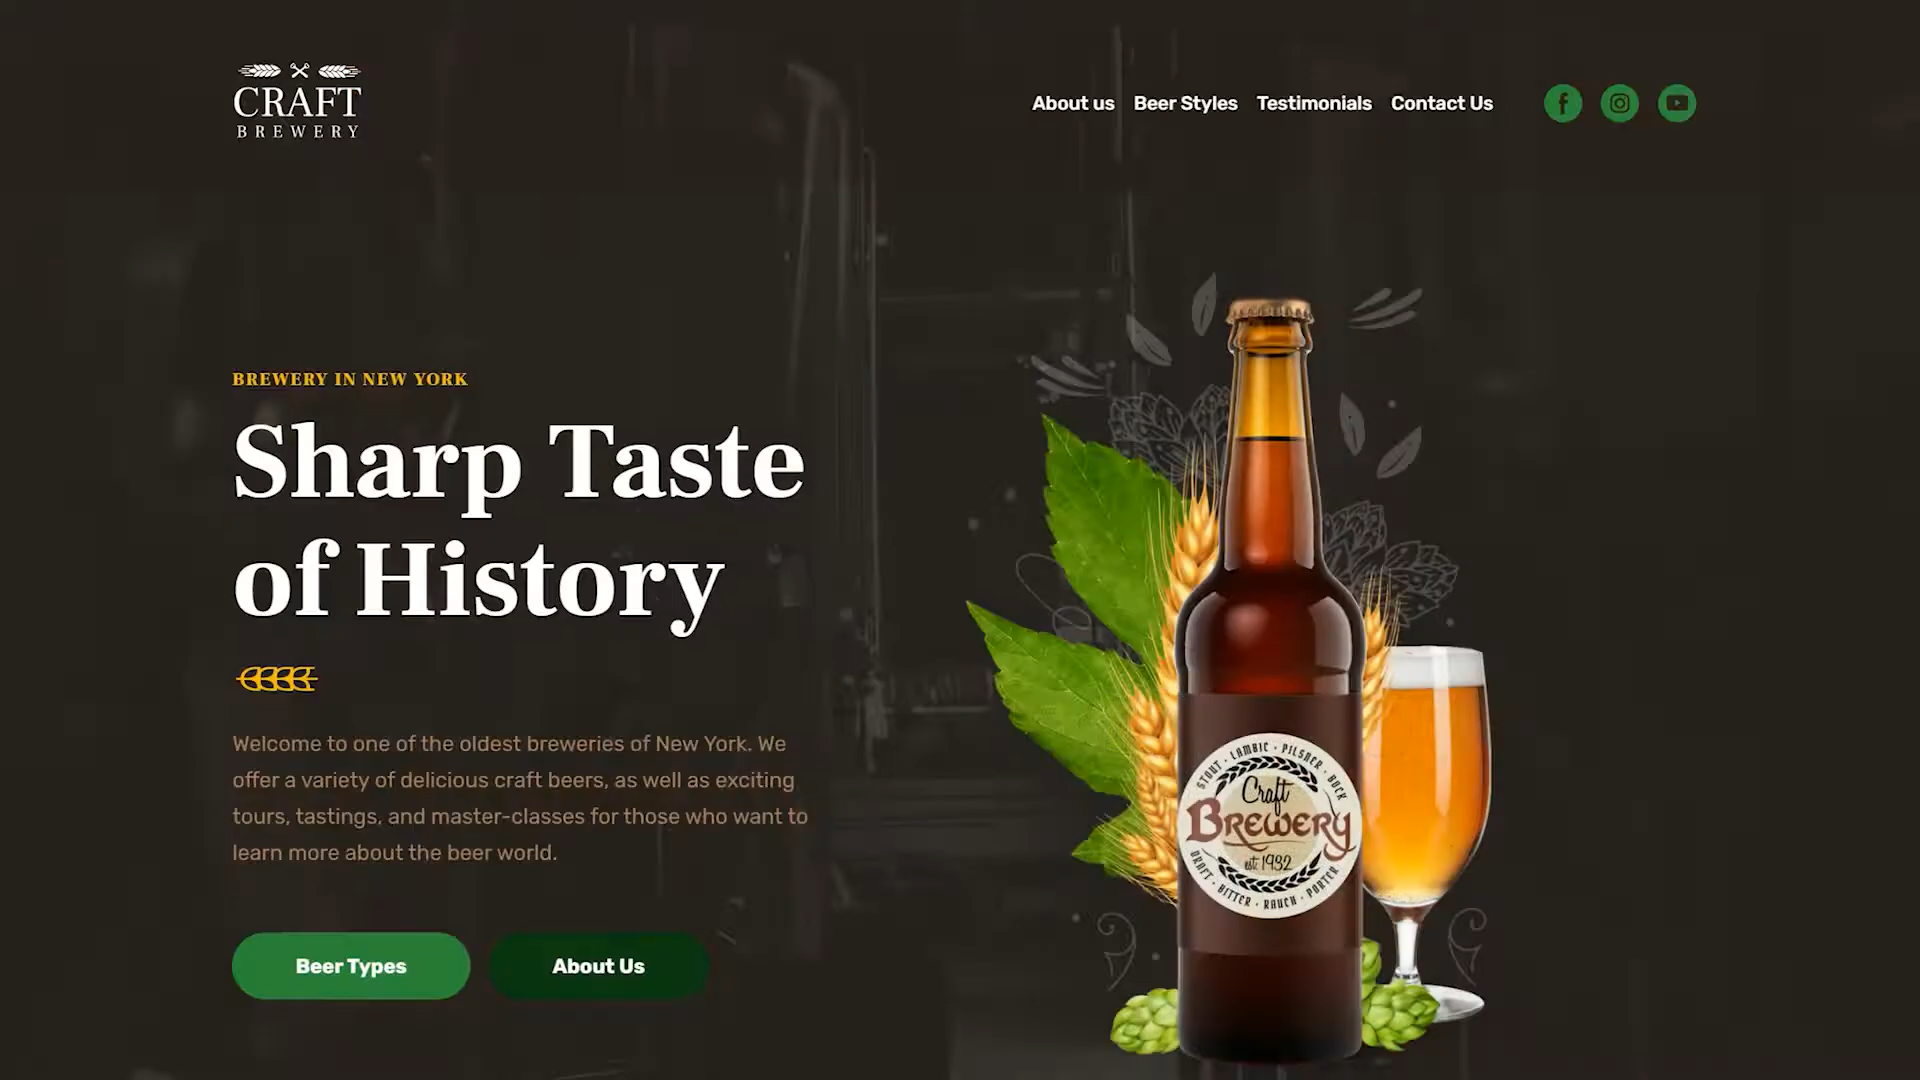 CRAFT
BREWERY
About us Beer Styles Testimonials Contact Us
BREWERY IN NEW YORK
Sharp Taste
of History
Welcome to one of the oldest breweries of New York. We
offer a variety of delicious craft beers, as well as exciting
tours, tastings, and master-classes for those who want to
learn more about the beer world.
Beer Types
About Us
STOUT · LAMBIC · PILSNER · BOCK
Craft
BREWERY
est: 1932
DRAFT · BITTER · RAUCH · PORTER